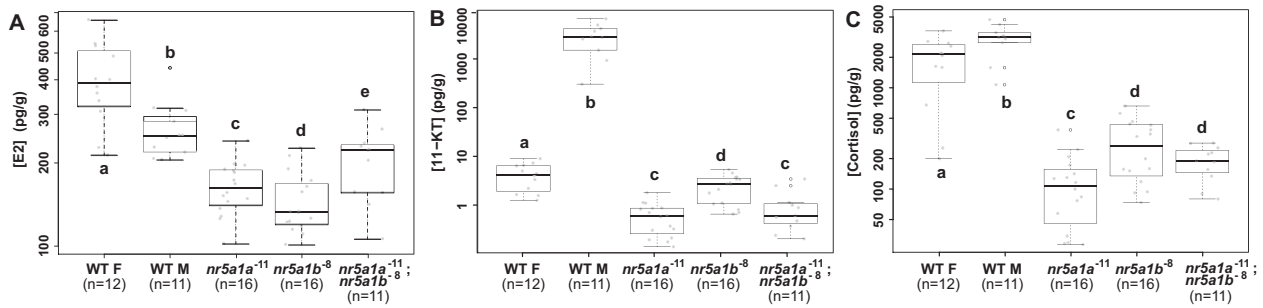 A
[E2] (pg/g)
600
500
400
300
200
100
a
b
c
d
e
WT F
(n=12)
WT M
(n=11)
nr5a1a-11
(n=16)
nr5a1b-8
(n=16)
nr5a1a-11 ;
nr5a1b-8
(n=11)
B
[11−KT] (pg/g)
10000
1000
100
10
1
a
b
c
d
c
WT F
(n=12)
WT M
(n=11)
nr5a1a-11
(n=16)
nr5a1b-8
(n=16)
nr5a1a-11 ;
nr5a1b-8
(n=11)
C
[Cortisol] (pg/g)
5000
2000
1000
500
200
100
50
a
b
c
d
d
WT F
(n=12)
WT M
(n=11)
nr5a1a-11
(n=16)
nr5a1b-8
(n=16)
nr5a1a-11 ;
nr5a1b-8
(n=11)